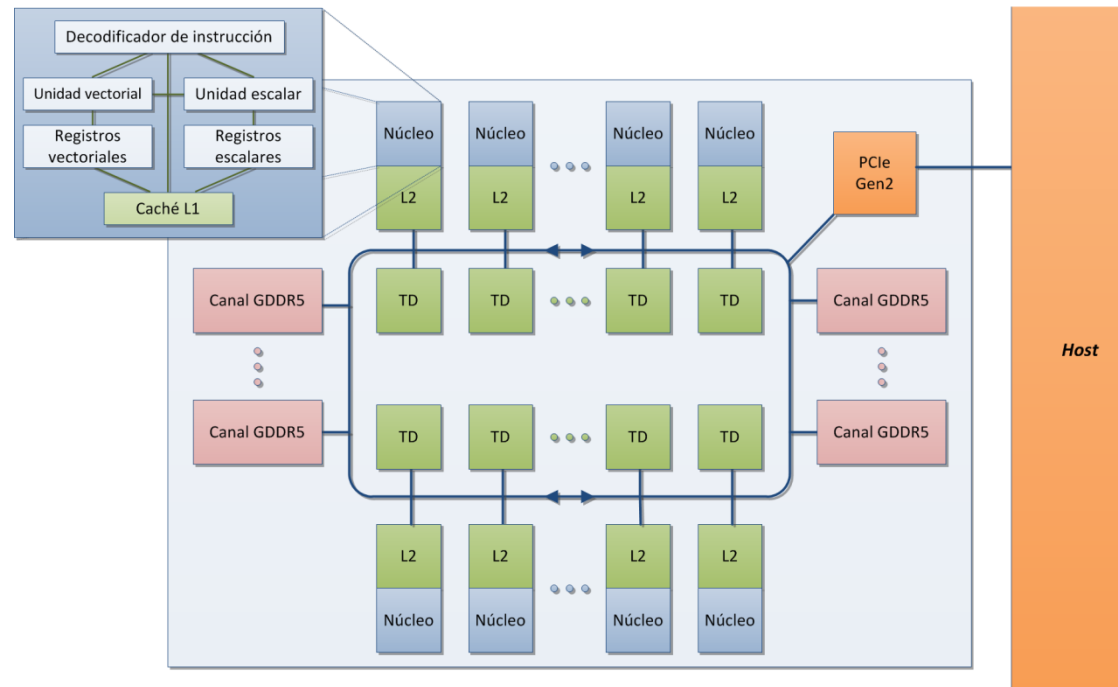 Decodificador de instrucción
Unidad vectorial
Unidad escalar
Registros
vectoriales
Registros
escalares
Caché L1
Núcleo
Núcleo
Núcleo
Núcleo
L2
L2
L2
L2
PCIe
Gen2
TD
TD
TD
TD
Canal GDDR5
Canal GDDR5
Host
Canal GDDR5
Canal GDDR5
TD
TD
TD
TD
L2
L2
L2
L2
Núcleo
Núcleo
Núcleo
Núcleo